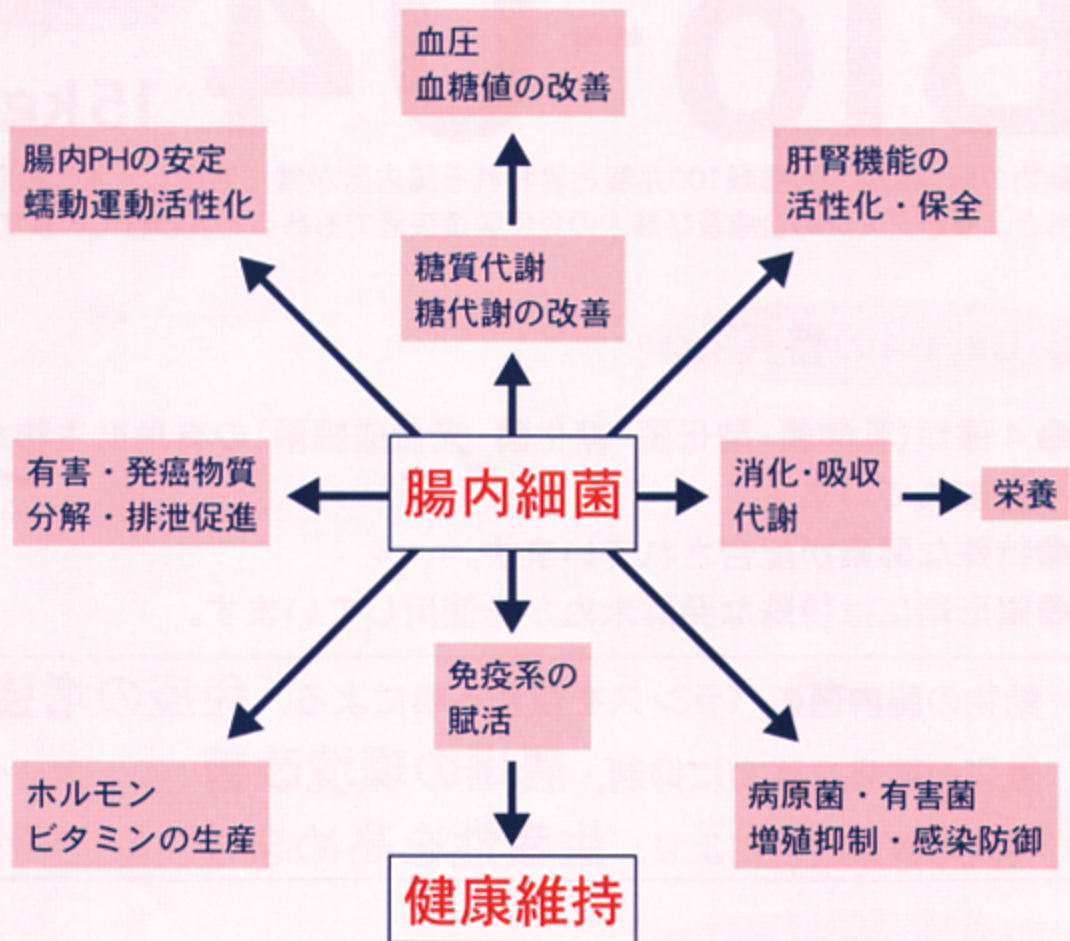 血圧
血糖値の改善
腸内PHの安定
蠕動運動活性化
肝腎機能の
活性化・保全
糖質代謝
糖代謝の改善
有害・発癌物質
分解・排泄促進
腸内細菌
消化・吸収
代謝
栄養
免疫系の
賦活
ホルモン
ビタミンの生産
病原菌・有害菌
増殖抑制・感染防御
健康維持